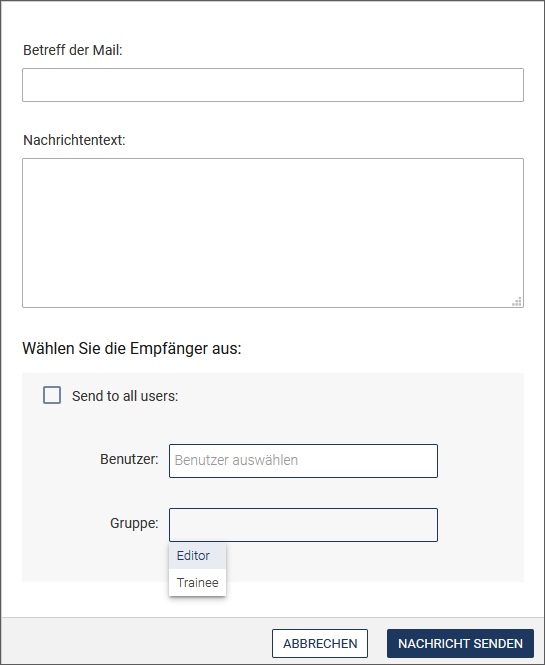 Betreff der Mail:
Nachrichtentext:
Wählen Sie die Empfänger aus:
Send to all users:
Benutzer: Benutzer auswählen
Gruppe:
Editor
Trainee
ABBRECHEN NACHRICHT SENDEN